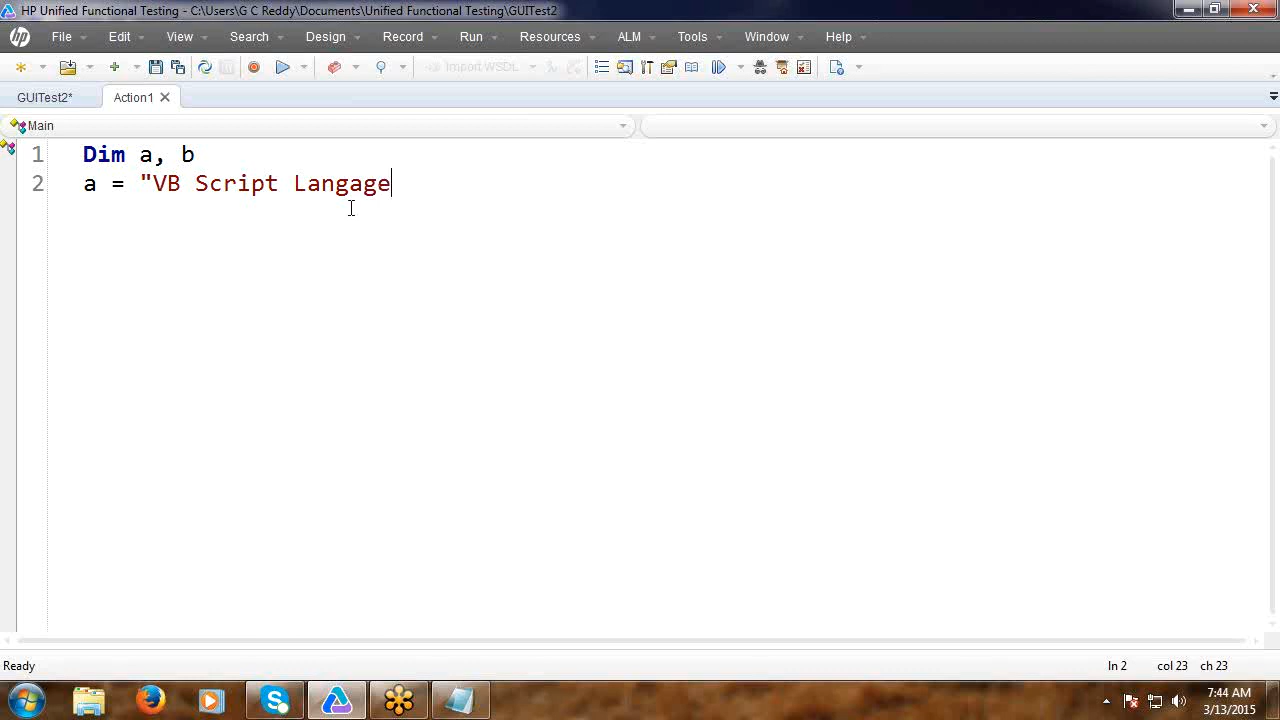 HP Unified Functional Testing - C:\Users\G C Reddy\Documents\Unified Functional Testing\GUITest2
hp File Edit View Search Design Record Run Resources ALM Tools Window Help
Import WSDL
GUITest2* Action1
Main
1 Dim a, b
2 a = "VB Script Langage
Ready ln 2 col 23 ch 23
7:44 AM
3/13/2015